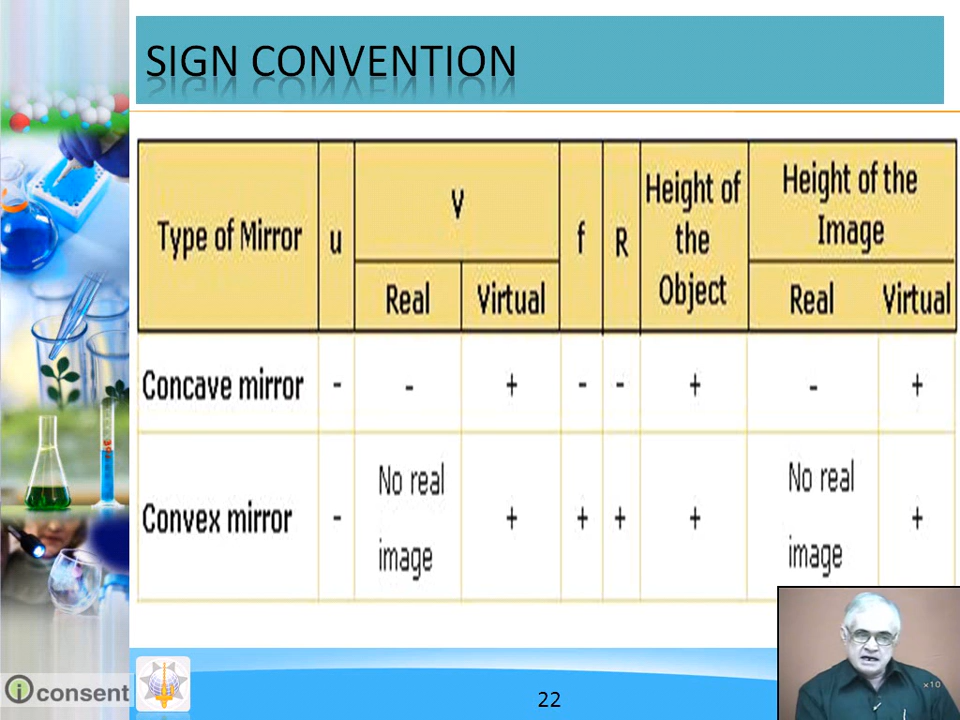 SIGN CONVENTION
Type of Mirror
u
V
Real
Virtual
f
R
Height of
the
Object
Height of the
Image
Real
Virtual
Concave mirror - - + - - + - +
Convex mirror - No real image + + + + No real image +
i consent
22
×10